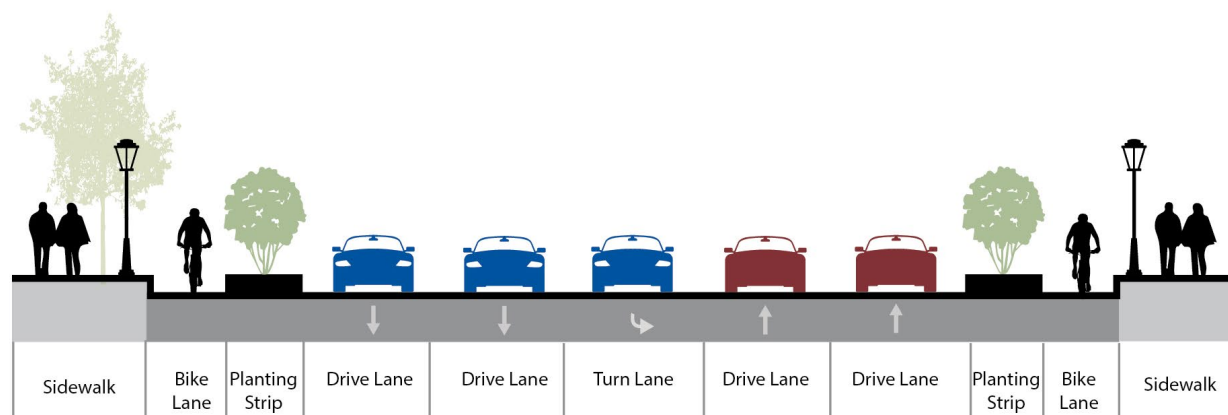 Sidewalk
Bike
Lane
Planting
Strip
Drive Lane
Drive Lane
Turn Lane
Drive Lane
Drive Lane
Planting
Strip
Bike
Lane
Sidewalk